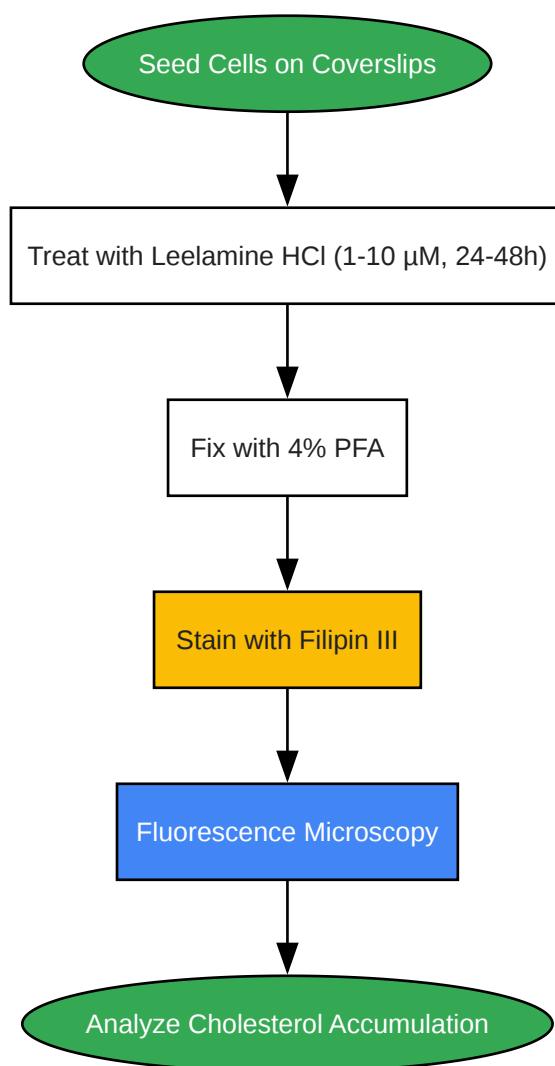 Seed Cells on Coverslips
Treat with Leelamine HCl (1-10 µM, 24-48h)
Fix with 4% PFA
Stain with Filipin III
Fluorescence Microscopy
Analyze Cholesterol Accumulation